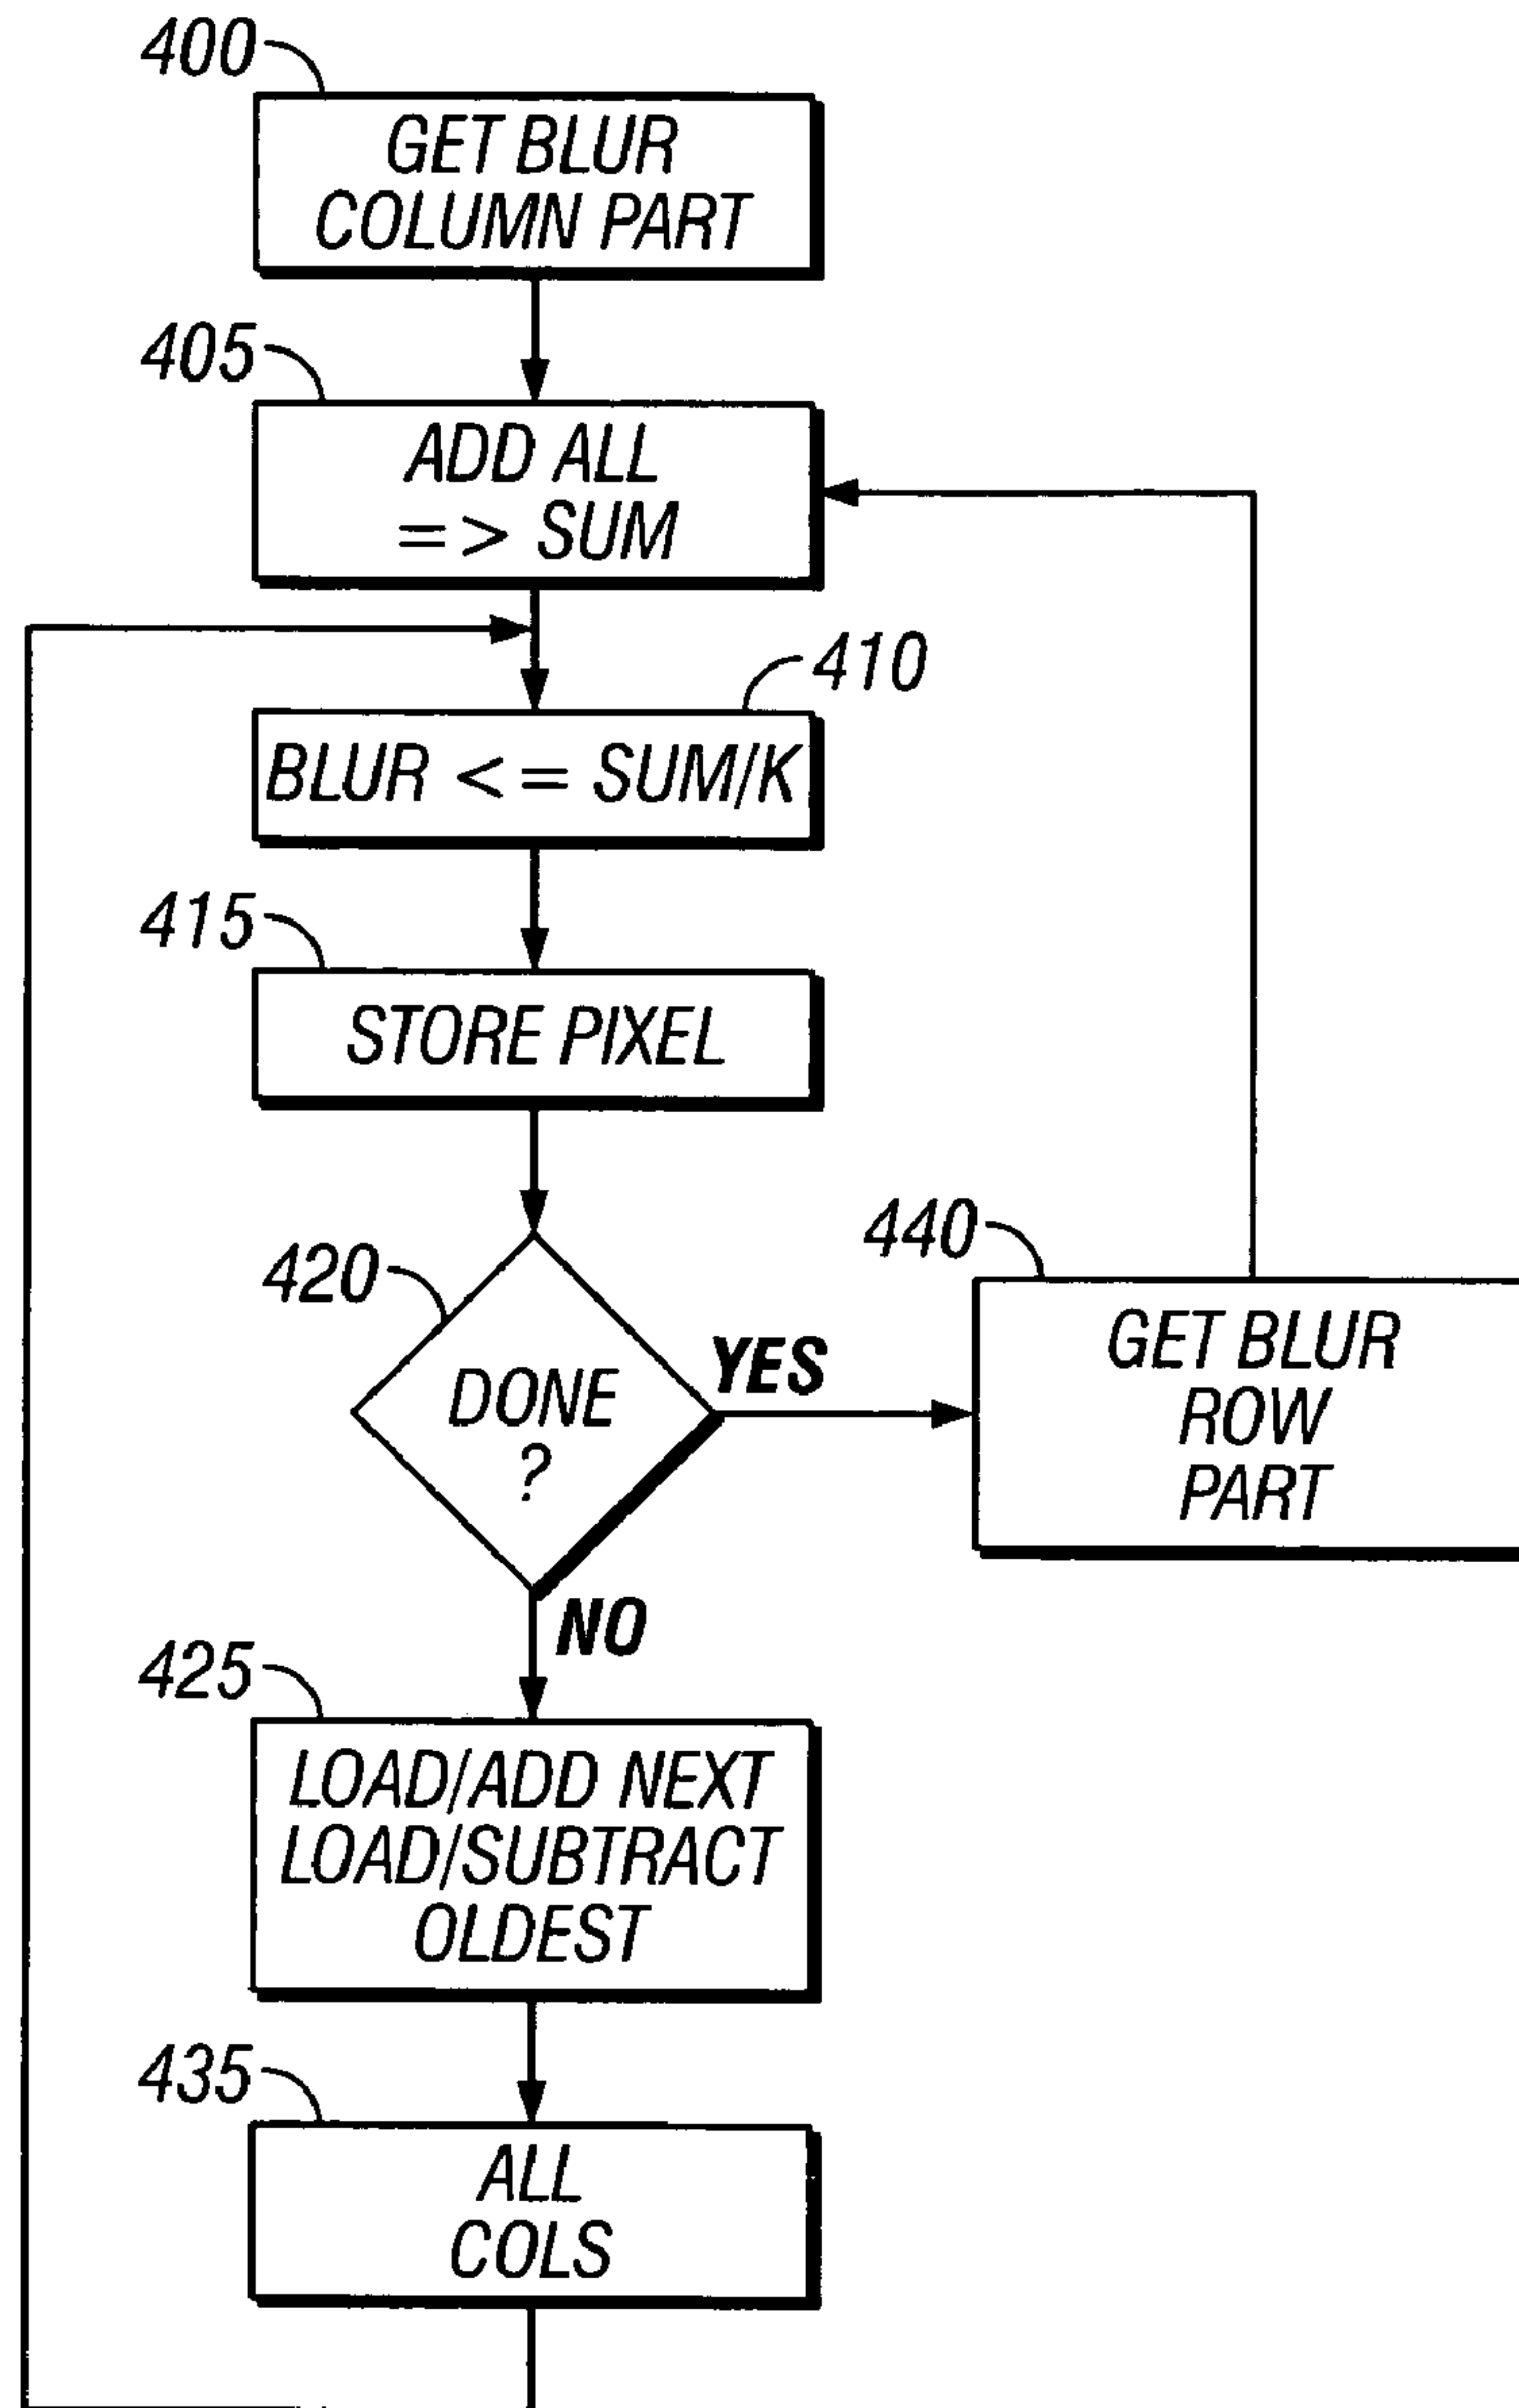 400
GET BLUR
COLUMN PART
405
ADD ALL
= > SUM
410
BLUR < = SUM/K
415
STORE PIXEL
420
DONE
?
YES
440
GET BLUR
ROW
PART
NO
425
LOAD/ADD NEXT
LOAD/SUBTRACT
OLDEST
435
ALL
COLS